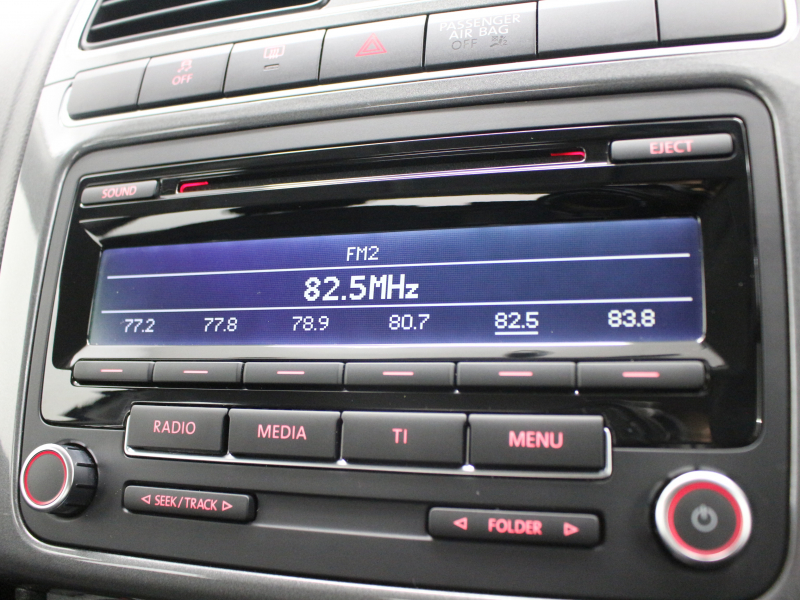 OFF
PASSENGER
AIR BAG
OFF
EJECT
SOUND
FM2
82.5MHz
77.2 77.8 78.9 80.7 82.5 83.8
RADIO MEDIA TI MENU
SEEK/TRACK
FOLDER